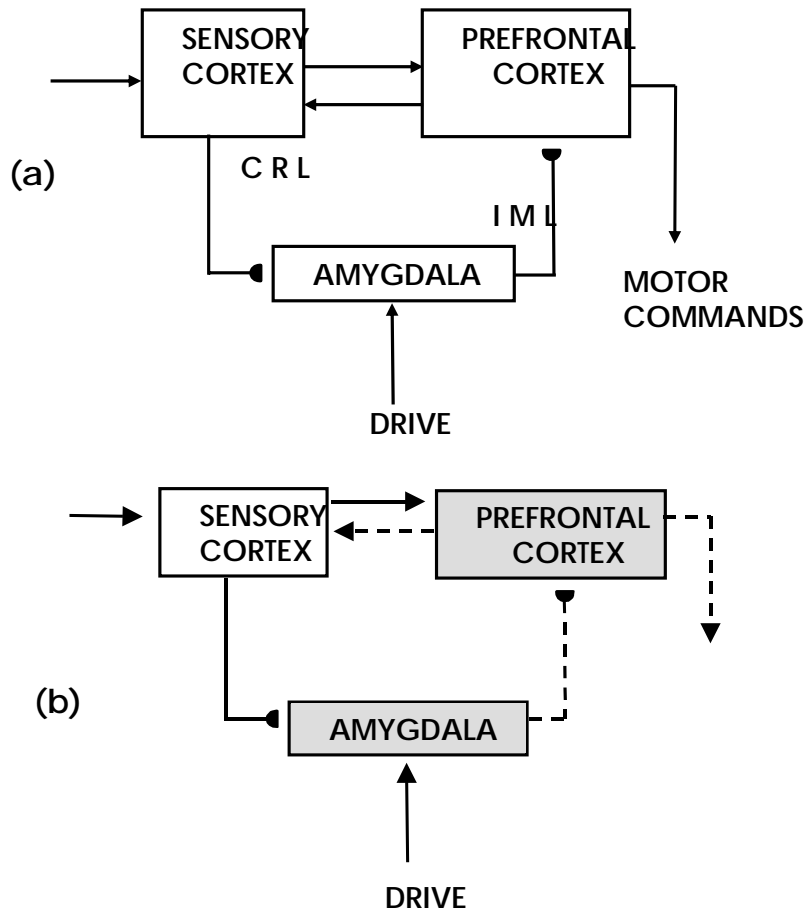 SENSORY
CORTEX
PREFRONTAL
CORTEX
(a)
C R L
I M L
AMYGDALA
MOTOR
COMMANDS
DRIVE
SENSORY
CORTEX
PREFRONTAL
CORTEX
(b)
AMYGDALA
DRIVE